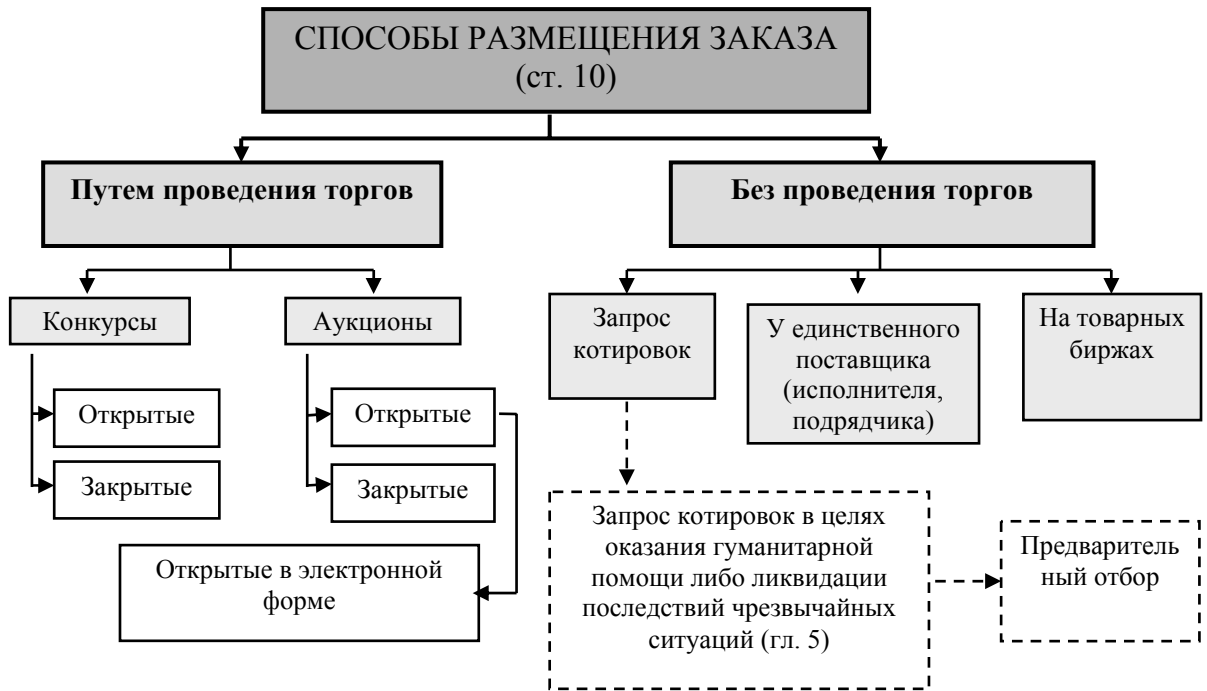 СПОСОБЫ РАЗМЕЩЕНИЯ ЗАКАЗА
(ст. 10)
Путем проведения торгов
Без проведения торгов
Конкурсы
Аукционы
Запрос
котировок
У единственного
поставщика
(исполнителя,
подрядчика)
На товарных
биржах
Открытые
Закрытые
Открытые
Закрытые
Открытые в электронной
форме
Запрос котировок в целях
оказания гуманитарной
помощи либо ликвидации
последствий чрезвычайных
ситуаций (гл. 5)
Предваритель
ный отбор